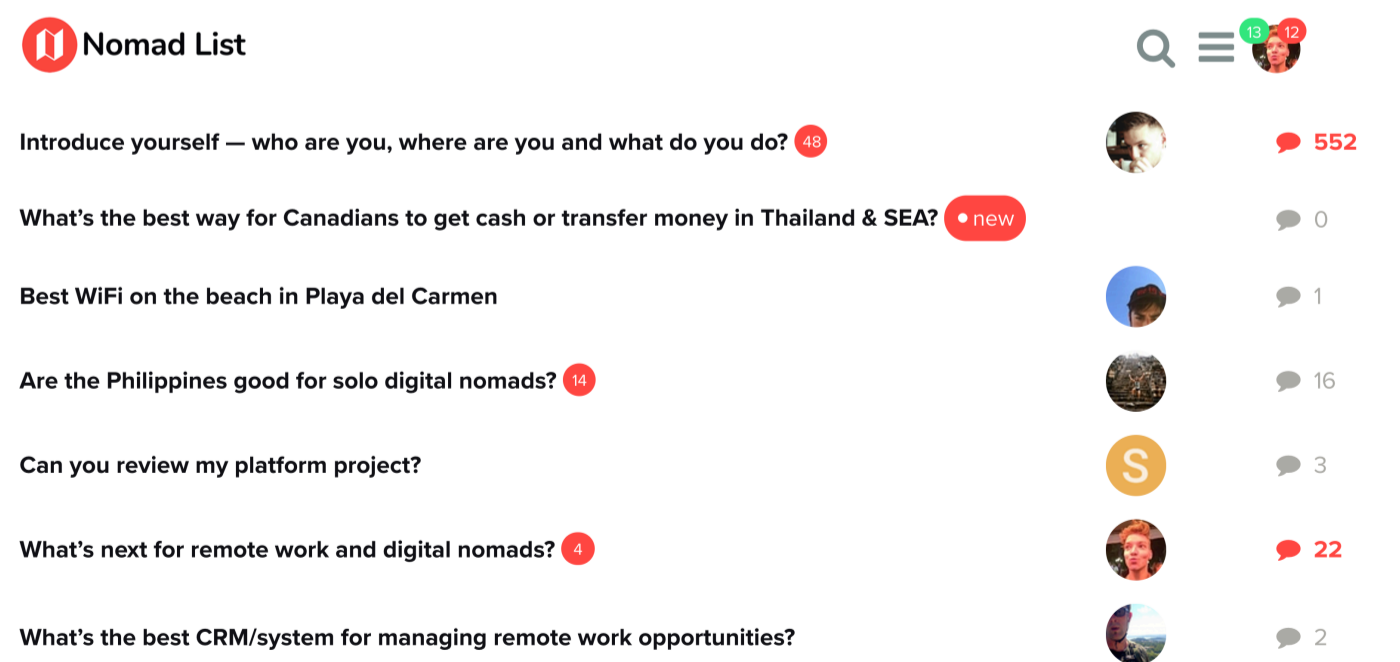 Nomad List
13 12
Introduce yourself — who are you, where are you and what do you do? 48 552
What’s the best way for Canadians to get cash or transfer money in Thailand & SEA? new 0
Best WiFi on the beach in Playa del Carmen 1
Are the Philippines good for solo digital nomads? 14 16
Can you review my platform project? S 3
What’s next for remote work and digital nomads? 4 22
What’s the best CRM/system for managing remote work opportunities? 2